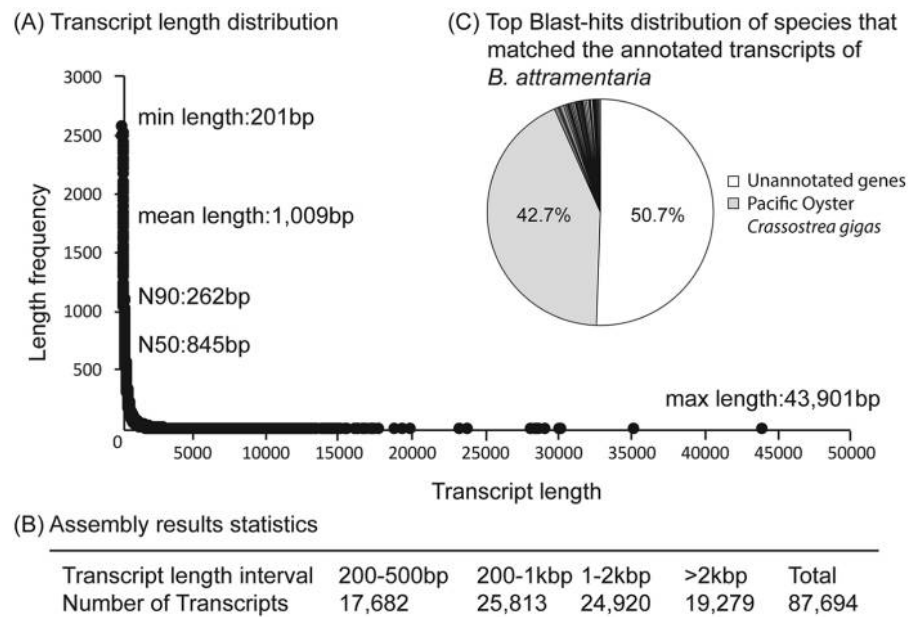 (A) Transcript length distribution
(C) Top Blast-hits distribution of species that
matched the annotated transcripts of
B. attramentaria
3000
2500
2000
1500
1000
500
0
Length frequency
min length:201bp
mean length:1,009bp
N90:262bp
N50:845bp
max length:43,901bp
42.7%
50.7%
Unannotated genes
Pacific Oyster
Crassostrea gigas
5000 10000 15000 20000 25000 30000 35000 40000 45000 50000
Transcript length
(B) Assembly results statistics
Transcript length interval 200-500bp 200-1kbp 1-2kbp >2kbp Total
Number of Transcripts 17,682 25,813 24,920 19,279 87,694